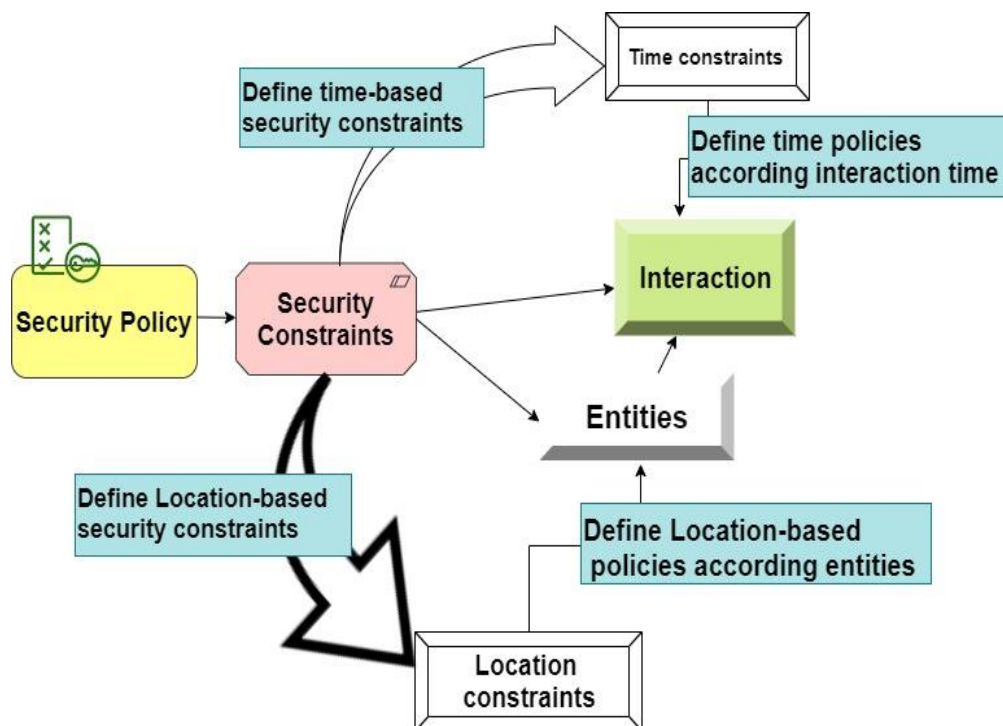 Time constraints
Define time-based
security constraints
Define time policies
according interaction time
Interaction
Security Policy
Security
Constraints
Entities
Define Location-based
security constraints
Define Location-based
policies according entities
Location
constraints